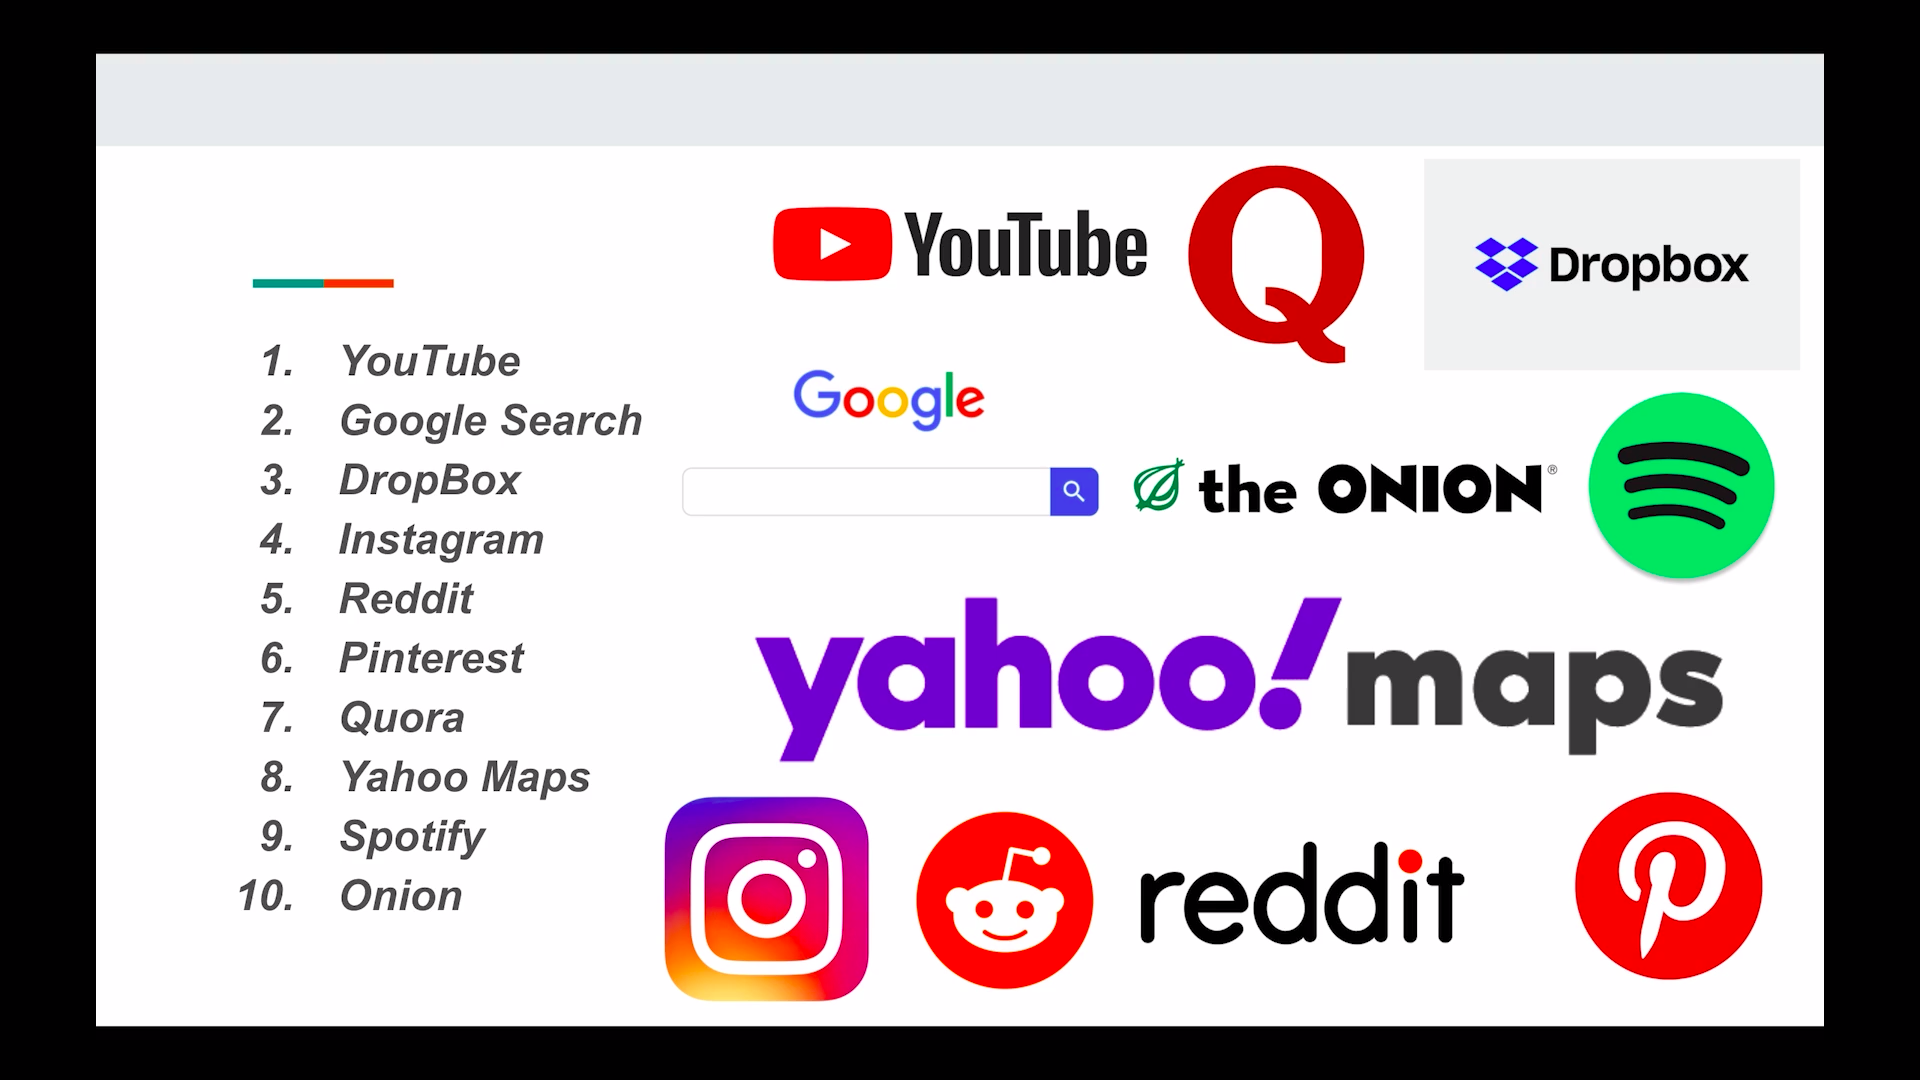 1. YouTube
2. Google Search
3. DropBox
4. Instagram
5. Reddit
6. Pinterest
7. Quora
8. Yahoo Maps
9. Spotify
10. Onion
YouTube
Q
Dropbox
Google
the ONION®
yahoo! maps
reddit